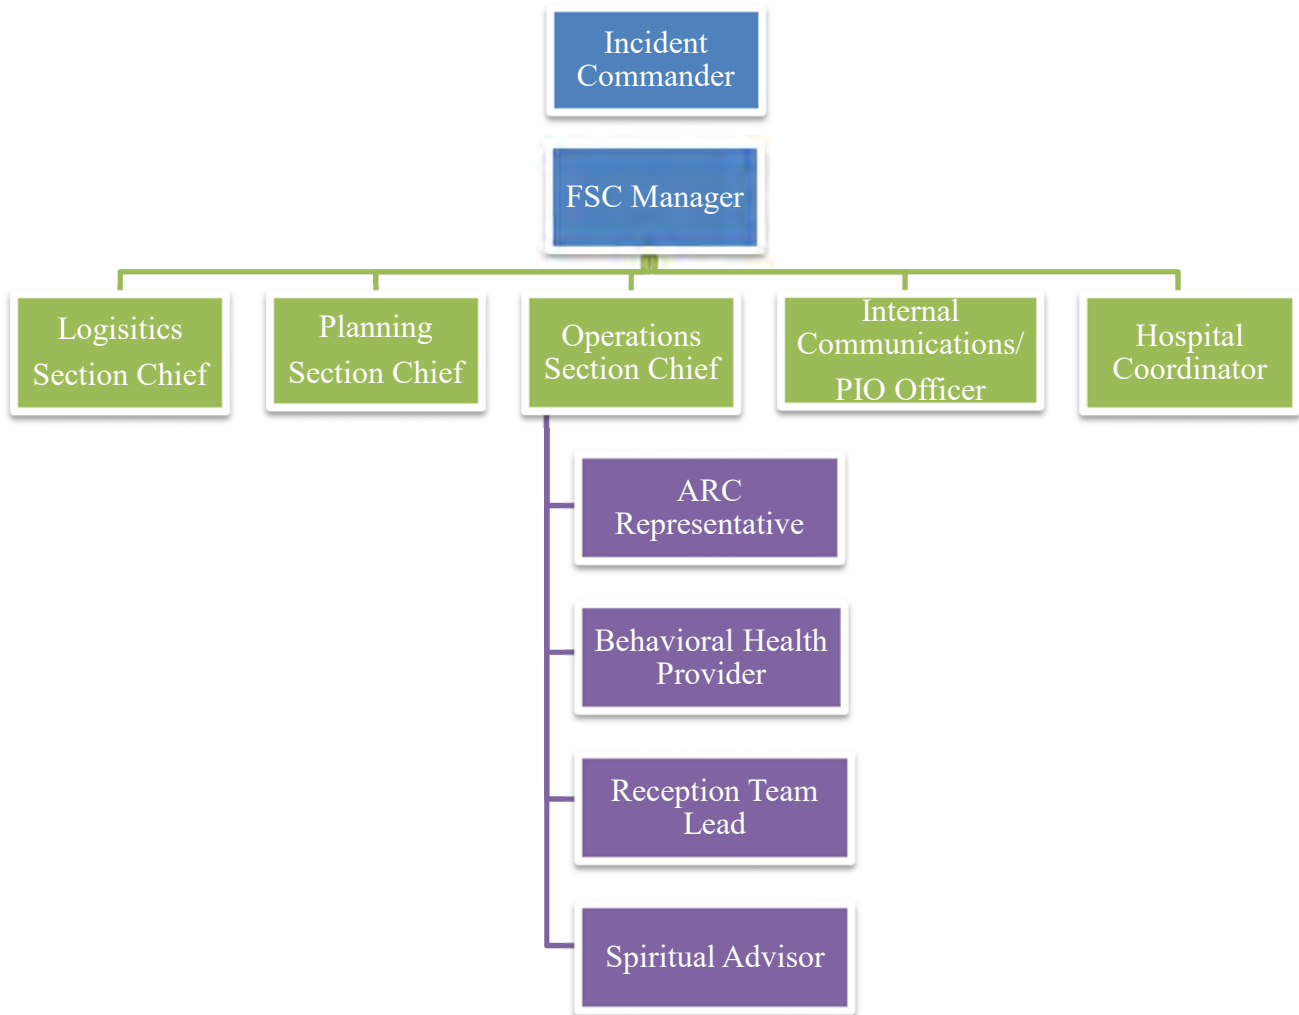 Incident
Commander
FSC Manager
Logisitics
Section Chief
Planning
Section Chief
Operations
Section Chief
Internal
Communications/
PIO Officer
Hospital
Coordinator
ARC
Representative
Behavioral Health
Provider
Reception Team
Lead
Spiritual Advisor